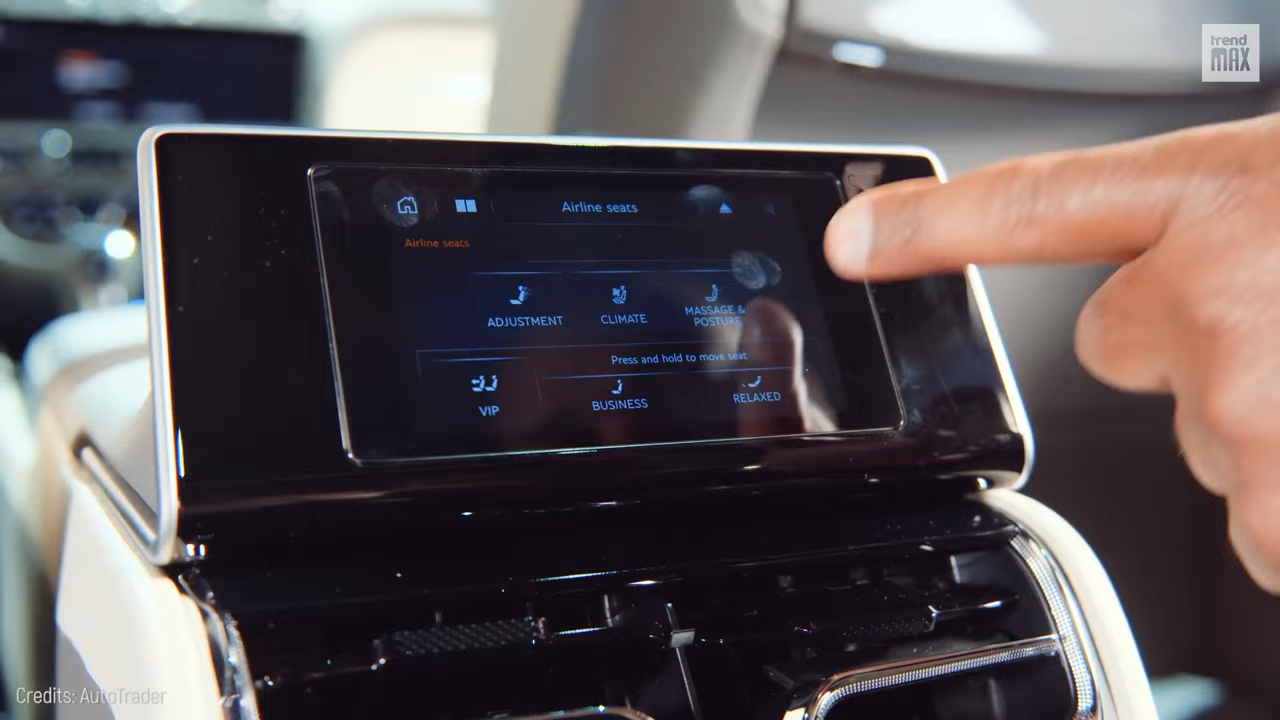 trend
MAX
Airline seats
Airline seats
ADJUSTMENT
CLIMATE
MASSAGE &
POSTURE
Press and hold to move seat
VIP
BUSINESS
RELAXED
Credits: AutoTrader